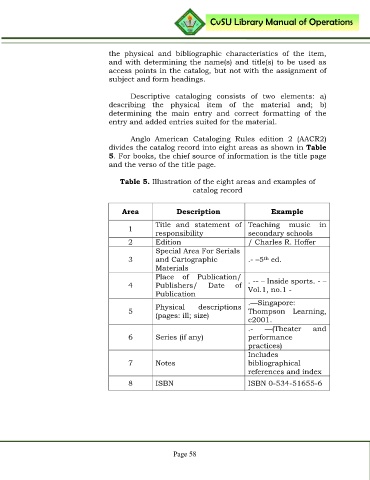 CvSU Library Manual of Operations
the physical and bibliographic characteristics of the item,
and with determining the name(s) and title(s) to be used as
access points in the catalog, but not with the assignment of
subject and form headings.
Descriptive cataloging consists of two elements: a)
describing the physical item of the material and; b)
determining the main entry and correct formatting of the
entry and added entries suited for the material.
Anglo American Cataloging Rules edition 2 (AACR2)
divides the catalog record into eight areas as shown in Table
5. For books, the chief source of information is the title page
and the verso of the title page.
Table 5. Illustration of the eight areas and examples of
catalog record
Area Description Example
1 Title and statement of responsibility Teaching music in secondary schools
2 Edition / Charles R. Hoffer
3 Special Area For Serials and Cartographic Materials .- –5th ed.
4 Place of Publication/ Publishers/ Date of Publication . -- – Inside sports. - – Vol.1, no.1 -
5 Physical descriptions (pages: ill; size) .—Singapore: Thompson Learning, c2001.
6 Series (if any) .- —(Theater and performance practices)
7 Notes Includes bibliographical references and index
8 ISBN ISBN 0-534-51655-6
Page 58